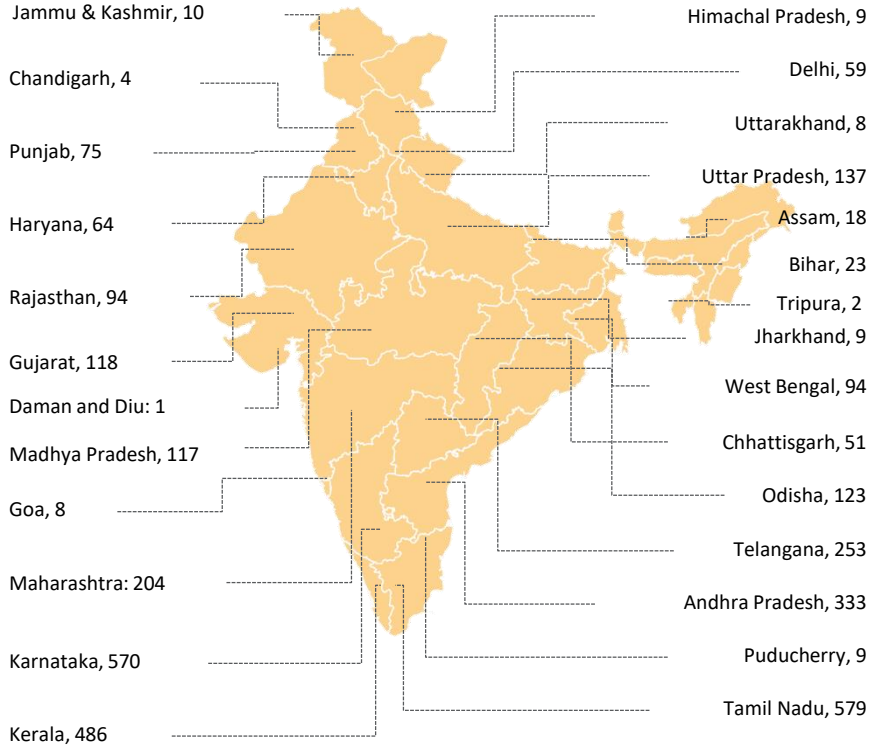 Jammu & Kashmir, 10
Himachal Pradesh, 9
Chandigarh, 4
Delhi, 59
Punjab, 75
Uttarakhand, 8
Uttar Pradesh, 137
Haryana, 64
Assam, 18
Bihar, 23
Rajasthan, 94
Tripura, 2
Jharkhand, 9
Gujarat, 118
West Bengal, 94
Daman and Diu: 1
Chhattisgarh, 51
Madhya Pradesh, 117
Odisha, 123
Goa, 8
Telangana, 253
Maharashtra: 204
Andhra Pradesh, 333
Karnataka, 570
Puducherry, 9
Tamil Nadu, 579
Kerala, 486